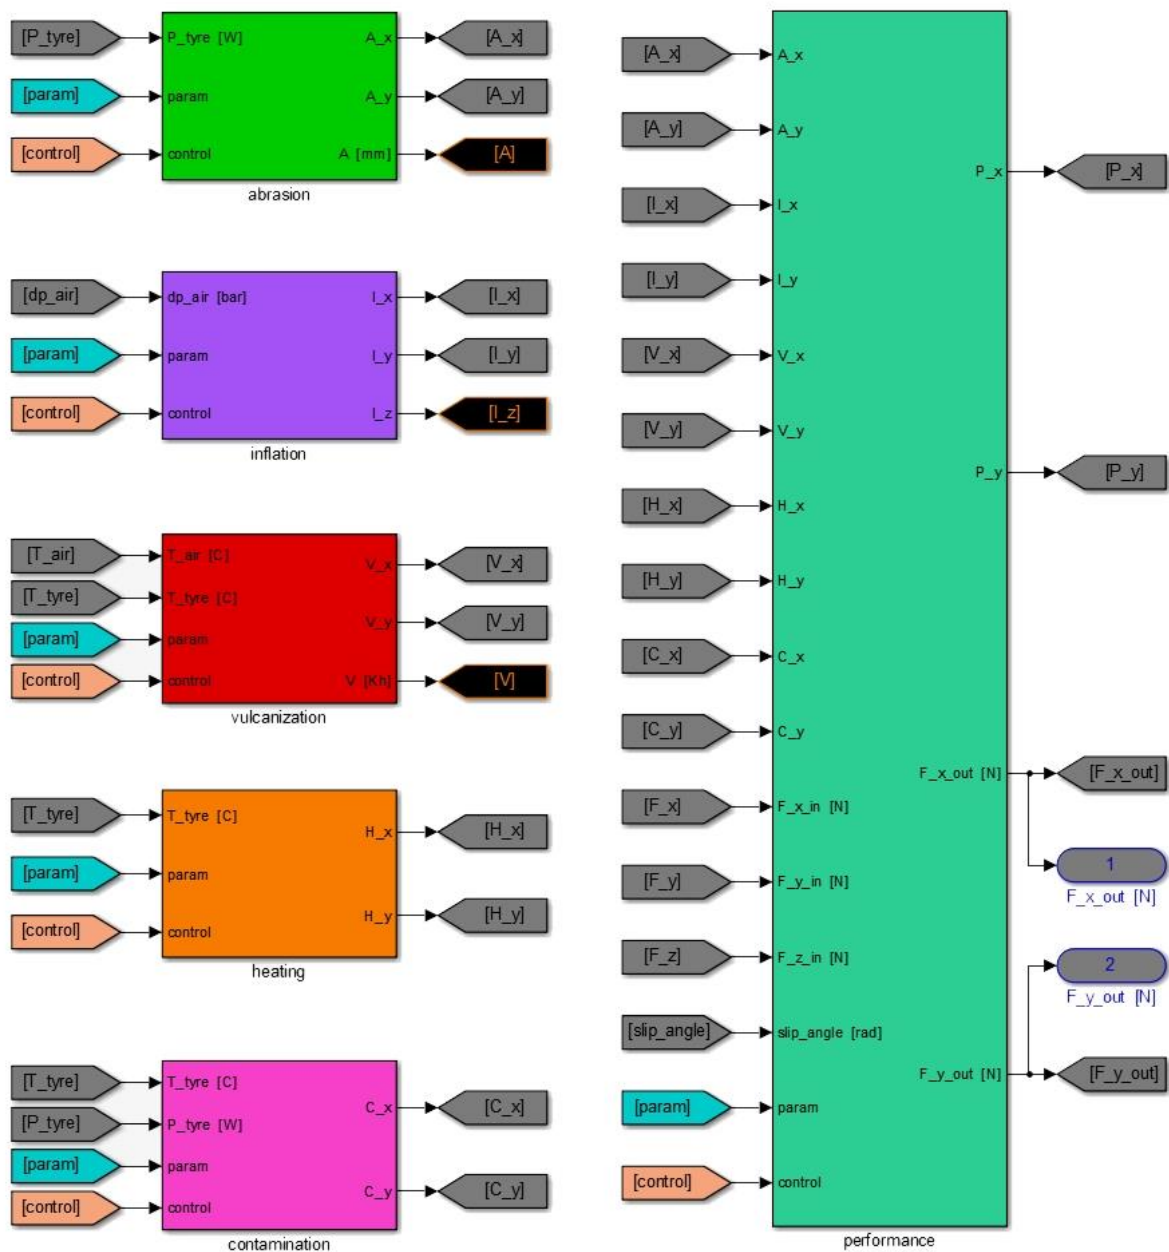 [P_tyre] P_tyre [W] A_x [A_x]
[param] param A_y [A_y]
[control] control A [mm] [A]
abrasion
[dp_air] dp_air [bar] I_x [I_x]
[param] param I_y [I_y]
[control] control I_z [I_z]
inflation
[T_air] T_air [C] V_x [V_x]
[T_tyre] T_tyre [C] V_y [V_y]
[param] param
[control] control V [Kh] [V]
vulcanization
[T_tyre] T_tyre [C] H_x [H_x]
[param] param
[control] control H_y [H_y]
heating
[T_tyre] T_tyre [C] C_x [C_x]
[P_tyre] P_tyre [W]
[param] param
[control] control C_y [C_y]
contamination
[A_x] A_x
[A_y] A_y
P_x [P_x]
[I_x] I_x
[I_y] I_y
[V_x] V_x
[V_y] V_y
P_y [P_y]
[H_x] H_x
[H_y] H_y
[C_x] C_x
[C_y] C_y
F_x_out [N] [F_x_out]
[F_x] F_x_in [N]
1
F_x_out [N]
[F_y] F_y_in [N]
[F_z] F_z_in [N]
2
F_y_out [N]
[slip_angle] slip_angle [rad]
F_y_out [N] [F_y_out]
[param] param
[control] control
performance